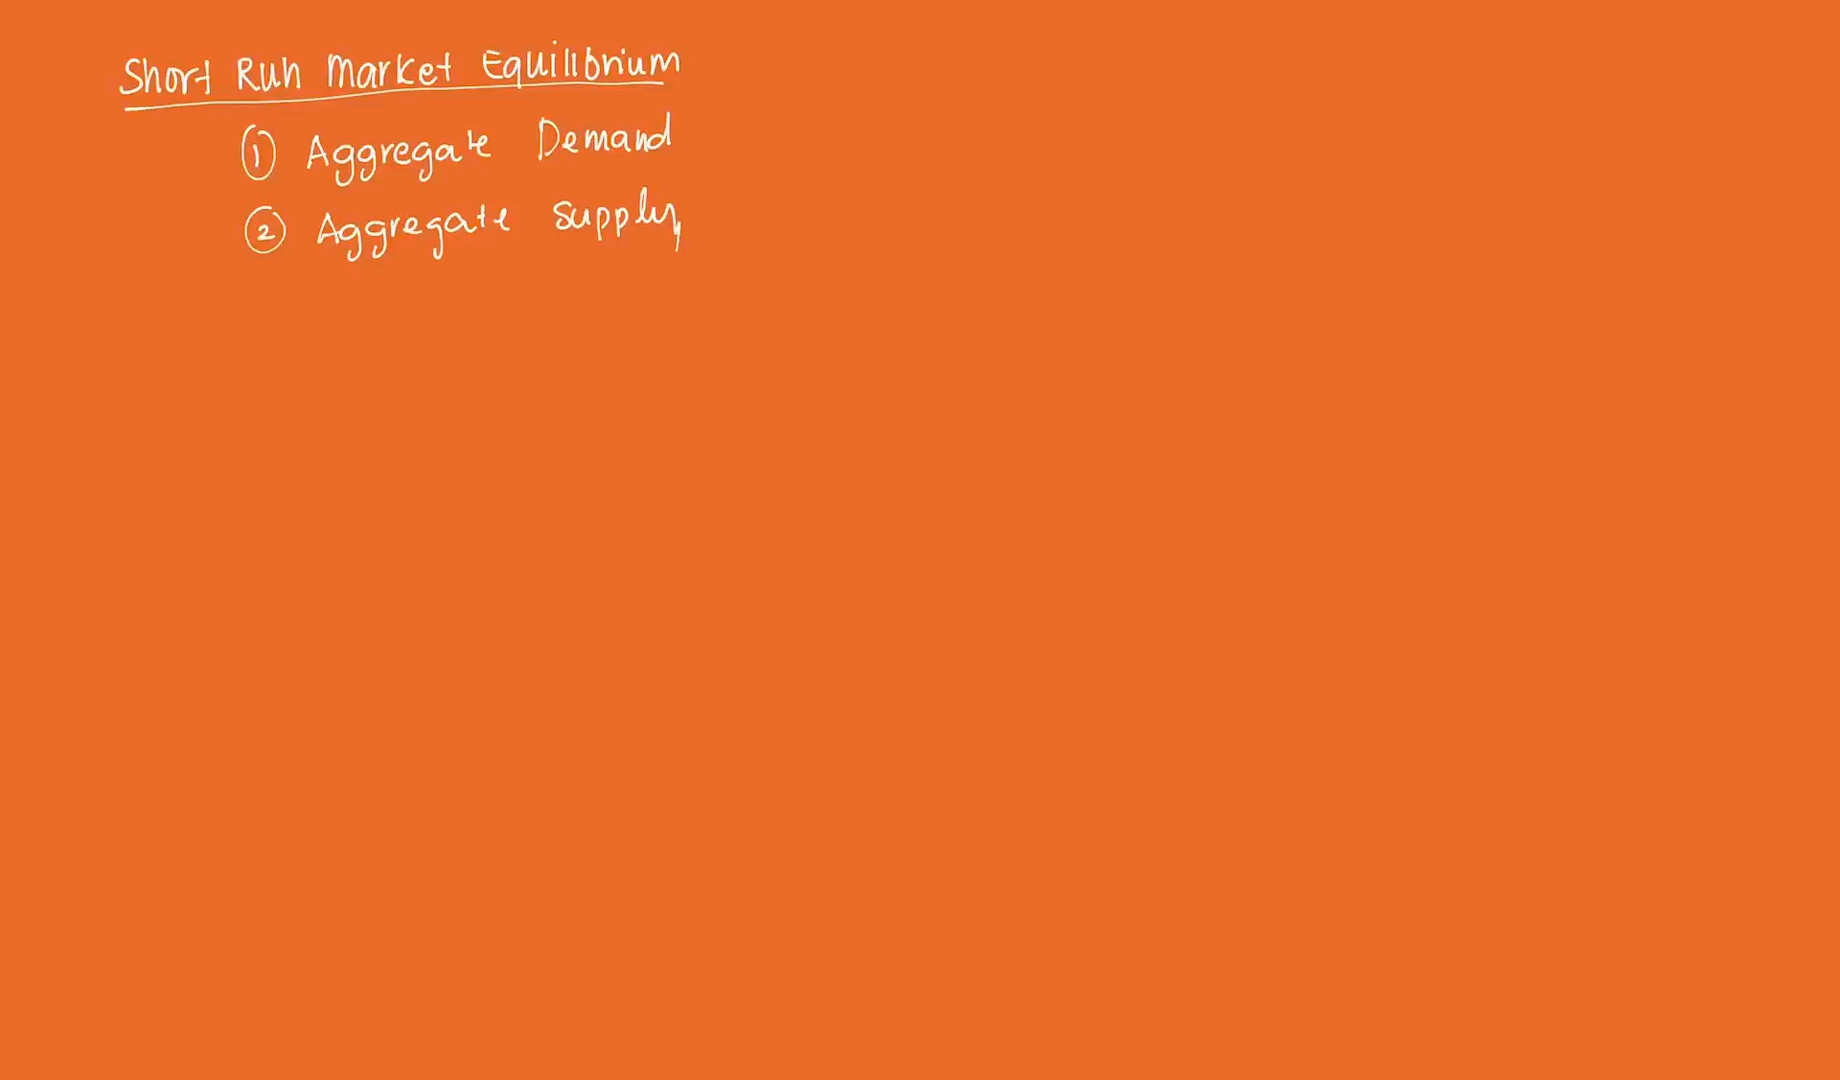 Short Run Market Equilibrium
① Aggregate Demand
② Aggregate Supply